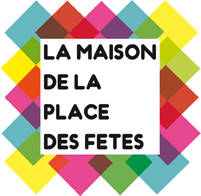 LA MAISON
DE LA
PLACE
DES FETES